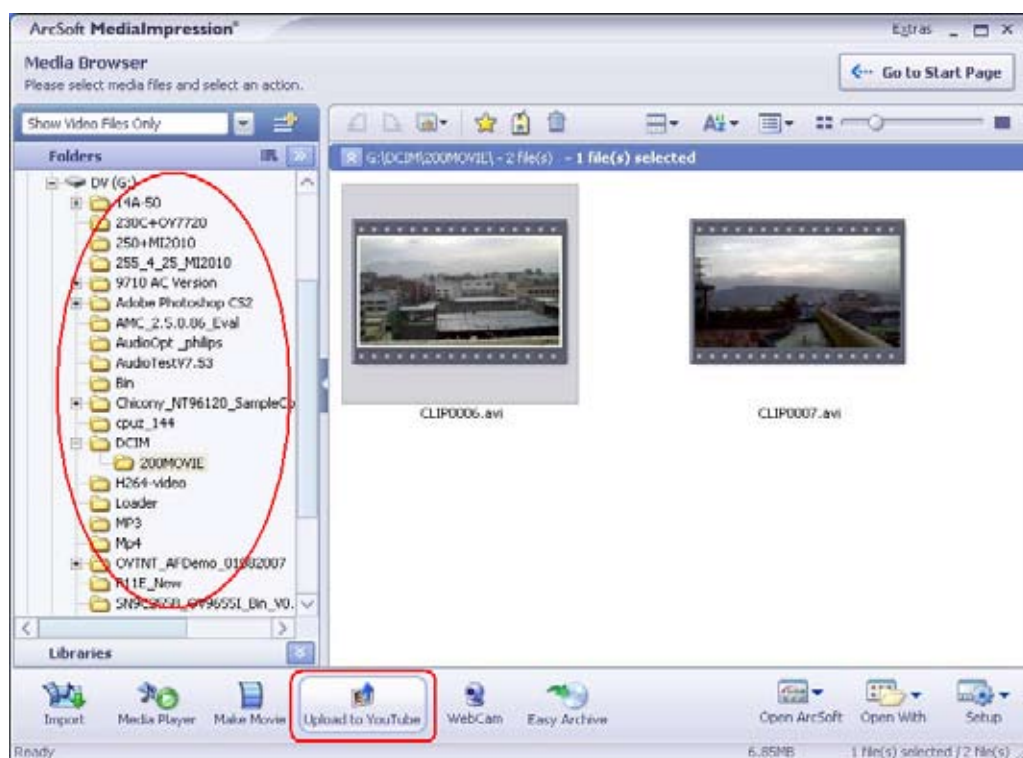 ArcSoft MediaImpression®
Extras
Media Browser
Please select media files and select an action.
Go to Start Page
Show Video Files Only
Folders
G:\DCIM\200MOVIE\ - 2 file(s) - 1 file(s) selected
DV (G:)
14A-50
230C+OV7720
250+MI2010
255_4_25_MI2010
9710 AC Version
Adobe Photoshop CS2
AMC_2.5.0.06_Eval
AudioOpt _philips
AudioTestV7.53
Bin
Chicony_NT96120_SampleCo
cpuz_144
DCIM
200MOVIE
H264-video
Loader
MP3
Mp4
OVTNT_AFDemo_01082007
R11E_New
CLIP0006.avi
CLIP0007.avi
Libraries
Import
Media Player
Make Movie
Upload to YouTube
WebCam
Easy Archive
Open ArcSoft
Open With
Setup
Ready
6.85MB
1 file(s) selected / 2 file(s)